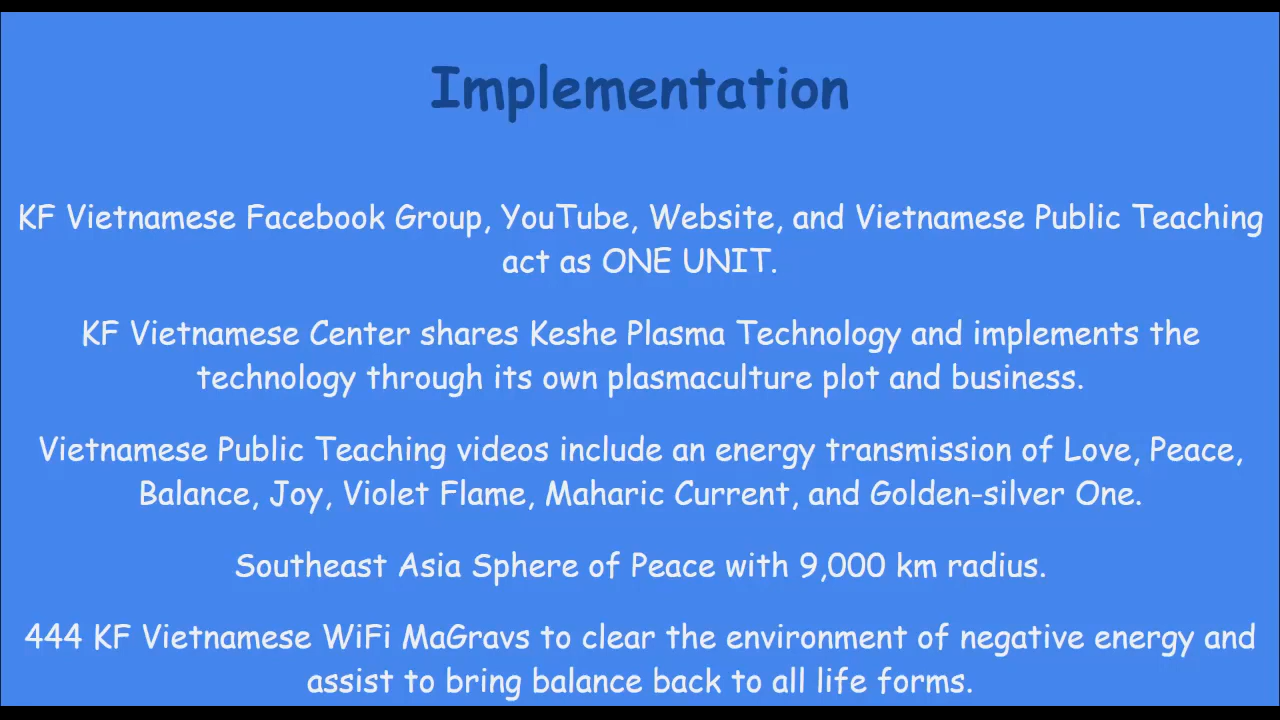 Implementation
KF Vietnamese Facebook Group, YouTube, Website, and Vietnamese Public Teaching
act as ONE UNIT.
KF Vietnamese Center shares Keshe Plasma Technology and implements the
technology through its own plasmaculture plot and business.
Vietnamese Public Teaching videos include an energy transmission of Love, Peace,
Balance, Joy, Violet Flame, Maharic Current, and Golden-silver One.
Southeast Asia Sphere of Peace with 9,000 km radius.
444 KF Vietnamese WiFi MaGravs to clear the environment of negative energy and
assist to bring balance back to all life forms.